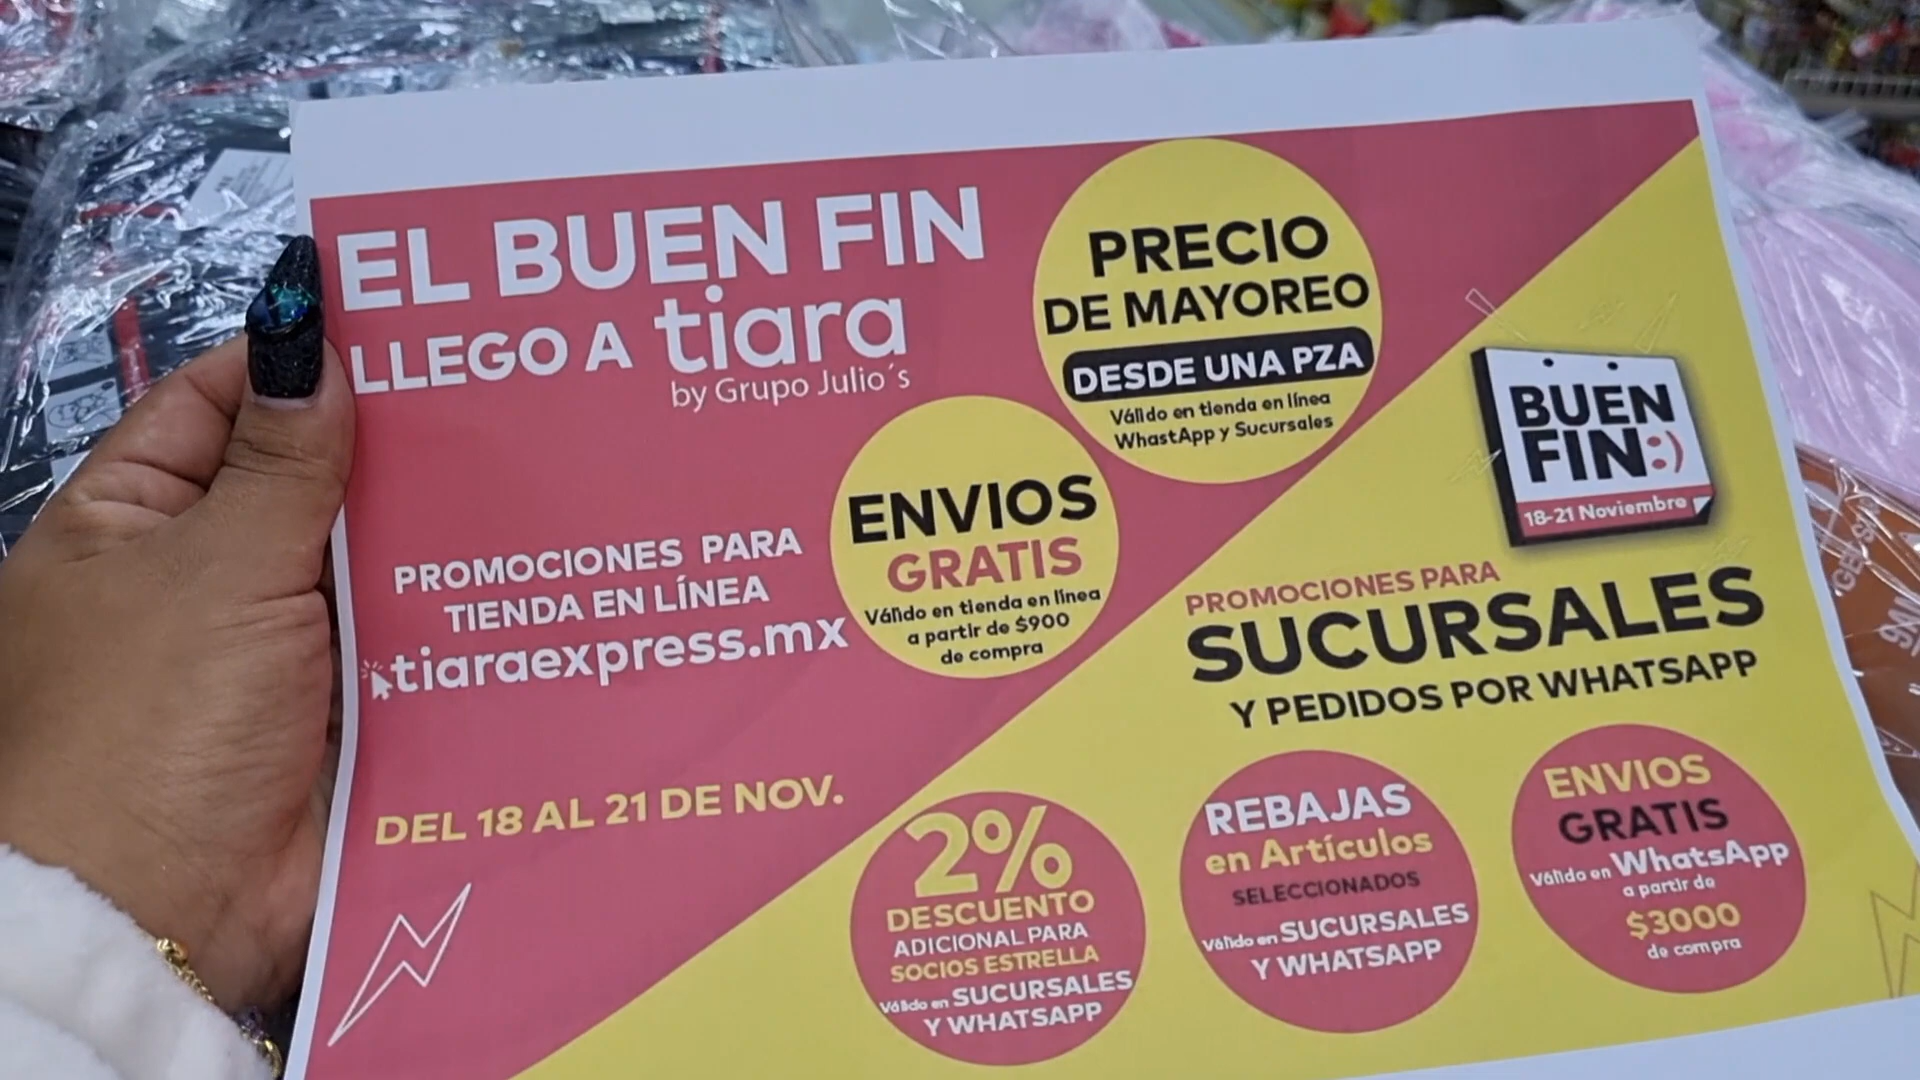 EL BUEN FIN
LLEGO A tiara
by Grupo Julio´s
PRECIO
DE MAYOREO
DESDE UNA PZA
Válido en tienda en línea
WhastApp y Sucursales
ENVIOS
GRATIS
Válido en tienda en línea
a partir de $900
de compra
PROMOCIONES PARA
TIENDA EN LÍNEA
tiaraexpress.mx
DEL 18 AL 21 DE NOV.
BUEN
FIN:)
18-21 Noviembre
PROMOCIONES PARA
SUCURSALES
Y PEDIDOS POR WHATSAPP
2%
DESCUENTO
ADICIONAL PARA
SOCIOS ESTRELLA
Válido en SUCURSALES
Y WHATSAPP
REBAJAS
en Artículos
SELECCIONADOS
Válido en SUCURSALES
Y WHATSAPP
ENVIOS
GRATIS
Válido en WhatsApp
a partir de
$3000
de compra